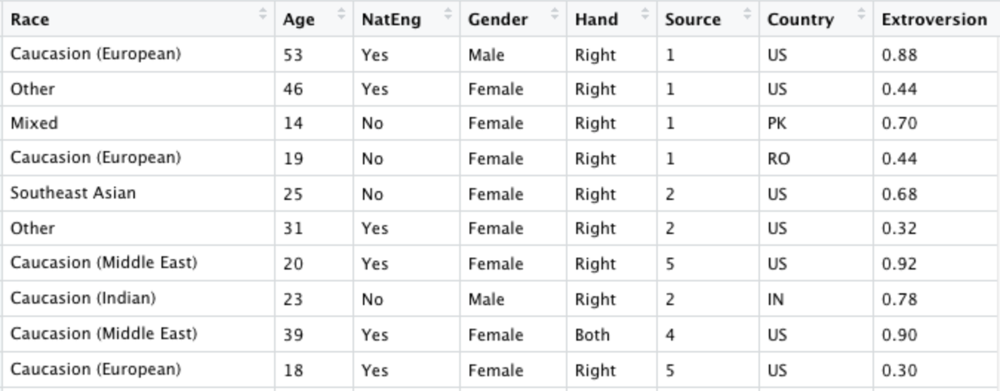 Race Age NatEng Gender Hand Source Country Extroversion
Caucasion (European) 53 Yes Male Right 1 US 0.88
Other 46 Yes Female Right 1 US 0.44
Mixed 14 No Female Right 1 PK 0.70
Caucasion (European) 19 No Female Right 1 RO 0.44
Southeast Asian 25 No Female Right 2 US 0.68
Other 31 Yes Female Right 2 US 0.32
Caucasion (Middle East) 20 Yes Female Right 5 US 0.92
Caucasion (Indian) 23 No Male Right 2 IN 0.78
Caucasion (Middle East) 39 Yes Female Both 4 US 0.90
Caucasion (European) 18 Yes Female Right 5 US 0.30